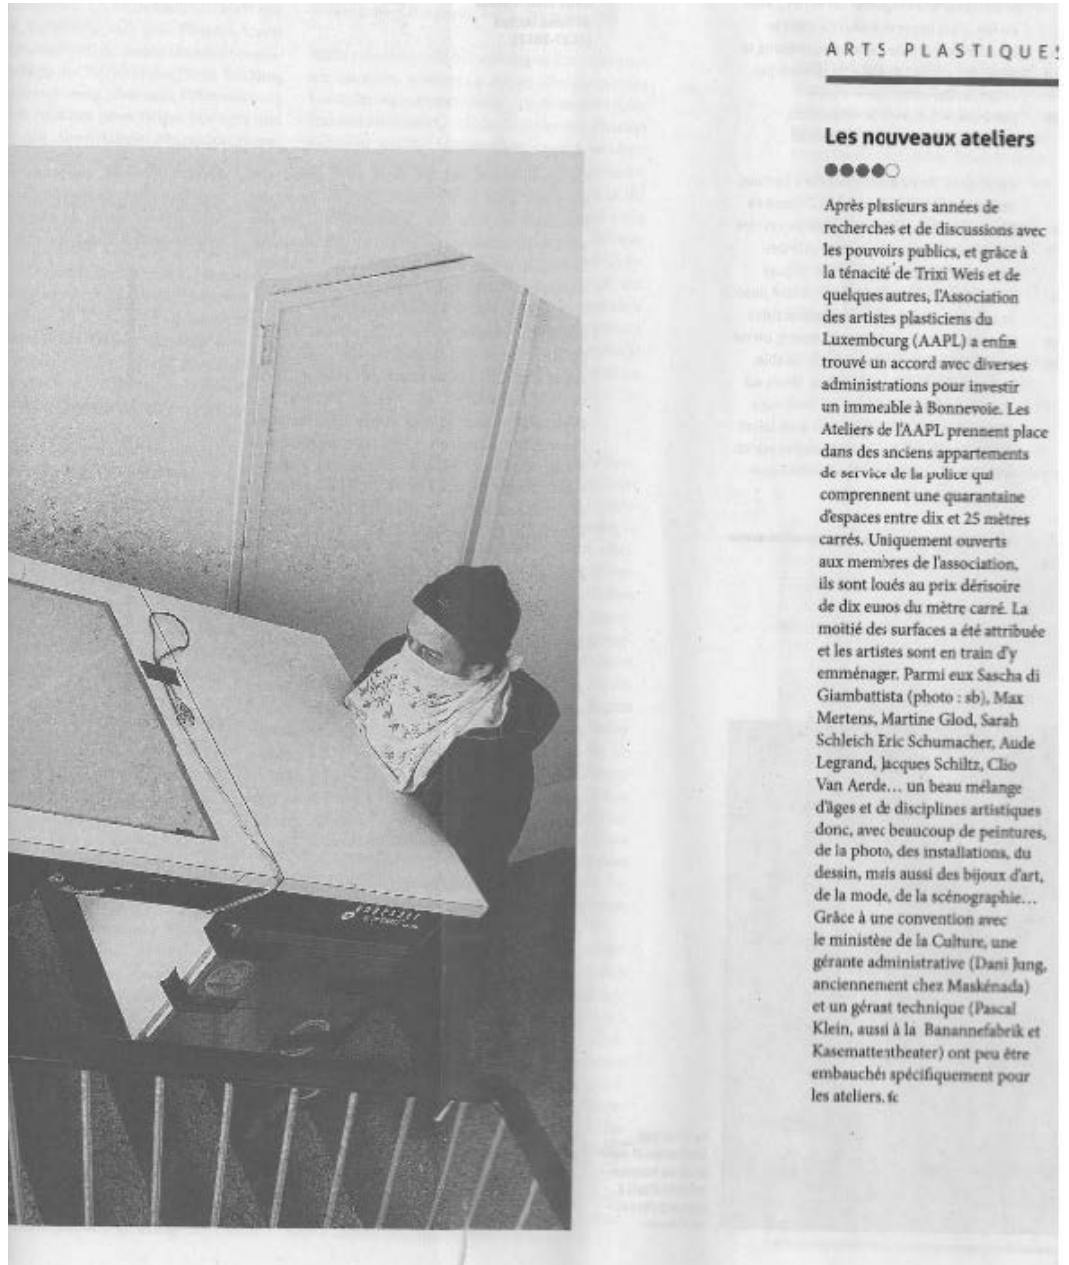 ARTS PLASTIQUES
Les nouveaux ateliers
Après plusieurs années de
recherches et de discussions avec
les pouvoirs publics, et grâce à
la ténacité de Trixi Weis et de
quelques autres, l'Association
des artistes plasticiens du
Luxembourg (AAPL) a enfin
trouvé un accord avec diverses
administrations pour investir
un immeuble à Bonnevoie. Les
Ateliers de l'AAPL prennent place
dans des anciens appartements
de service de la police qui
comprennent une quarantaine
d'espaces entre dix et 25 mètres
carrés. Uniquement ouverts
aux membres de l'association,
ils sont loués au prix dérisoire
de dix euros du mètre carré. La
moitié des surfaces a été attribuée
et les artistes sont en train d'y
emménager. Parmi eux Sascha di
Giambattista (photo : sb), Max
Mertens, Martine Glod, Sarah
Schleich Eric Schumacher, Aude
Legrand, Jacques Schiltz, Clio
Van Aerde... un beau mélange
d'âges et de disciplines artistiques
donc, avec beaucoup de peintures,
de la photo, des installations, du
dessin, mais aussi des bijoux d'art,
de la mode, de la scénographie...
Grâce à une convention avec
le ministère de la Culture, une
gérante administrative (Dani Jung,
anciennement chez Maskénada)
et un gérant technique (Pascal
Klein, aussi à la Banannefabrik et
Kasemattentheater) ont peu être
embauchés spécifiquement pour
les ateliers. fc